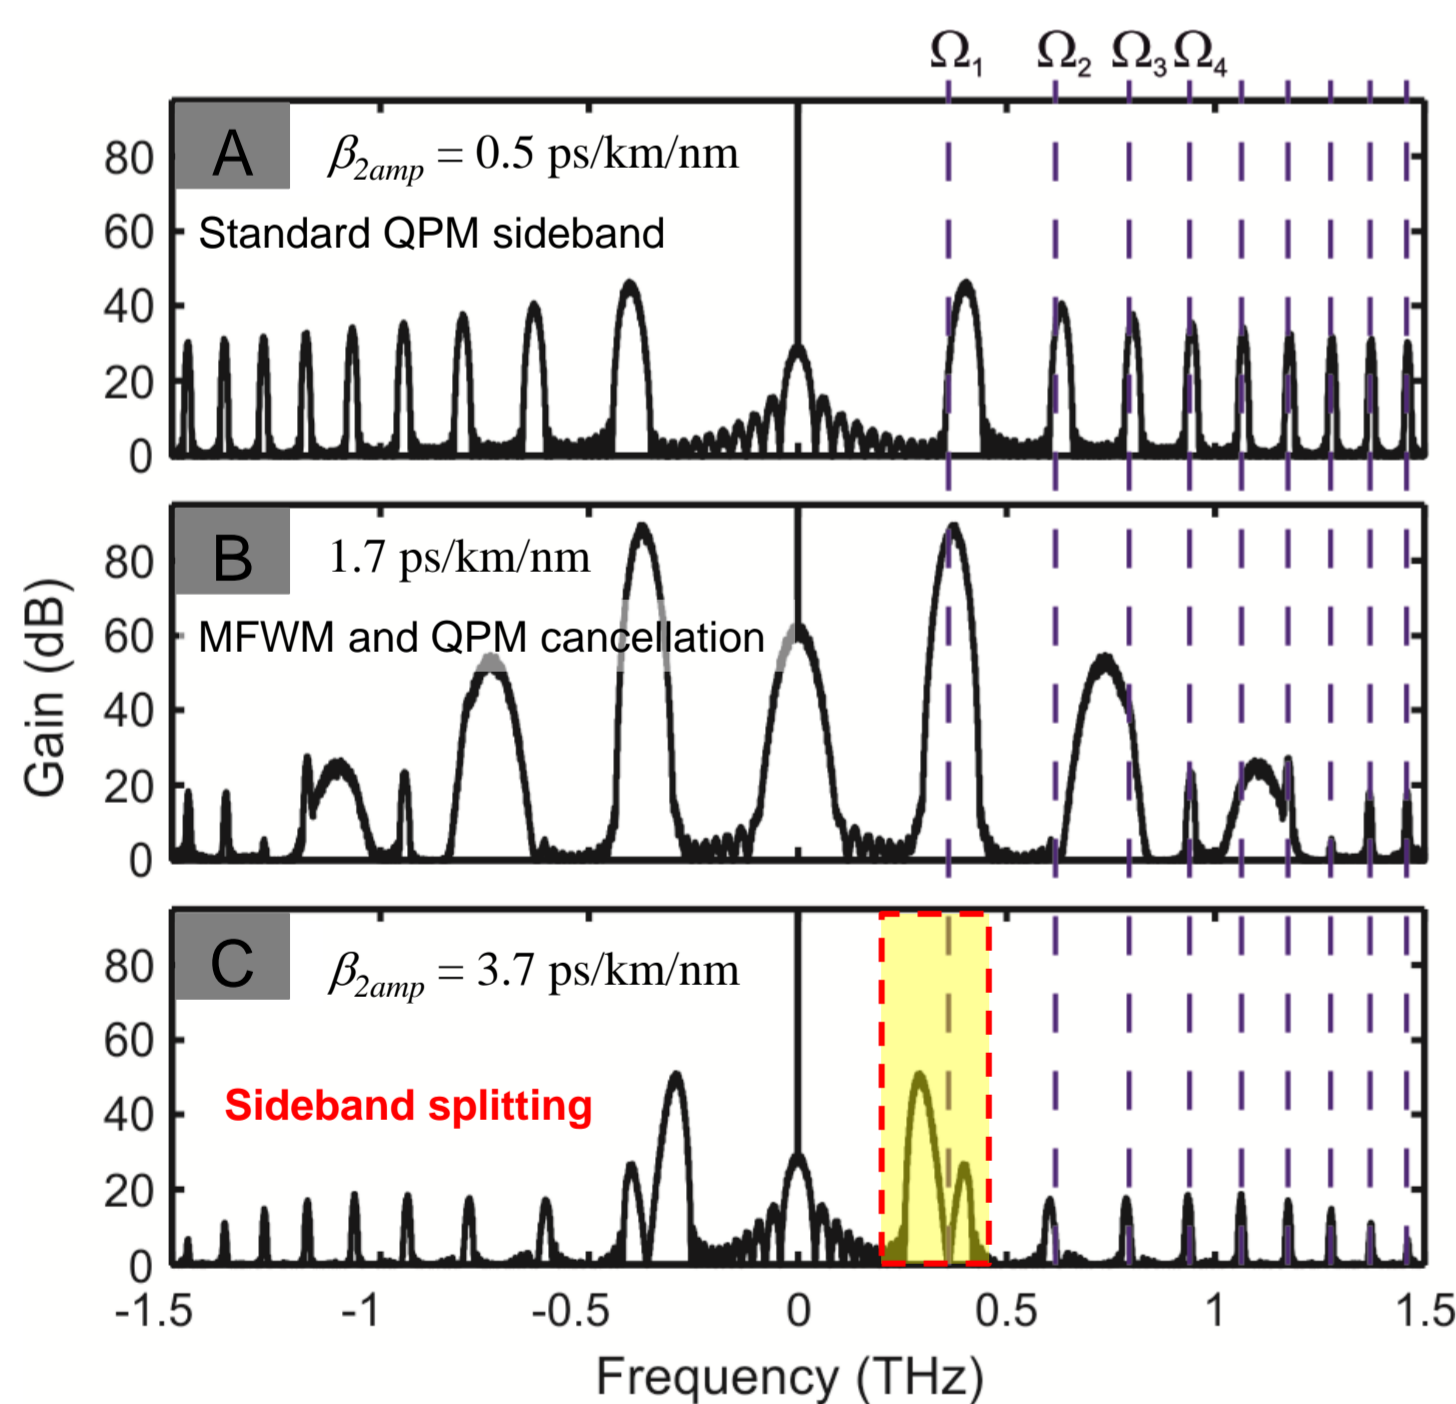 Ω₁ Ω₂ Ω₃ Ω₄
A
β₂ₐₘₚ = 0.5 ps/km/nm
Standard QPM sideband
80
60
40
20
0
B
1.7 ps/km/nm
MFWM and QPM cancellation
80
60
40
20
0
Gain (dB)
C
β₂ₐₘₚ = 3.7 ps/km/nm
Sideband splitting
80
60
40
20
0
-1.5 -1 -0.5 0 0.5 1 1.5
Frequency (THz)